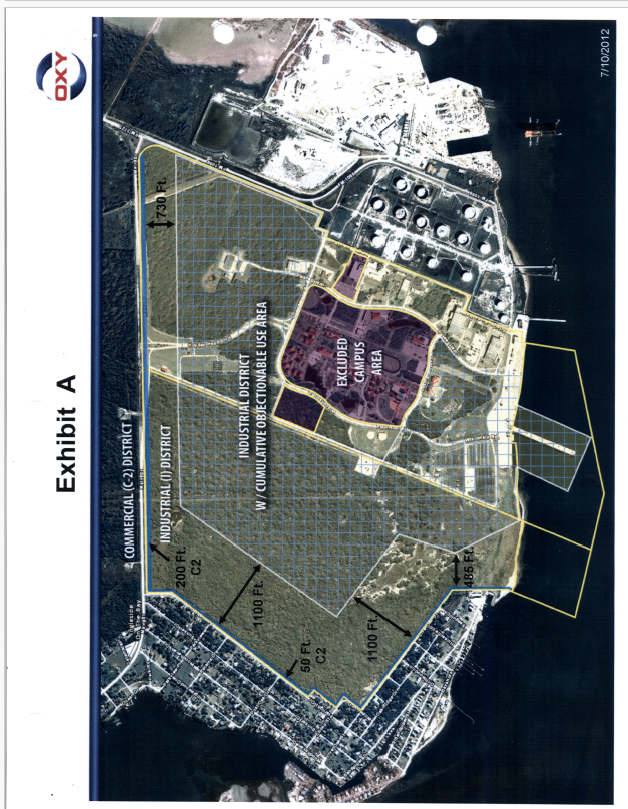 Exhibit A
OXY
7/10/2012
COMMERCIAL (C-2) DISTRICT
INDUSTRIAL (I) DISTRICT
200 Ft.
C2
730 Ft.
INDUSTRIAL DISTRICT
W/ CUMULATIVE OBJECTIONABLE USE AREA
EXCLUDED
CAMPUS
AREA
1100 Ft.
50 Ft.
C2
1100 Ft.
485 Ft.